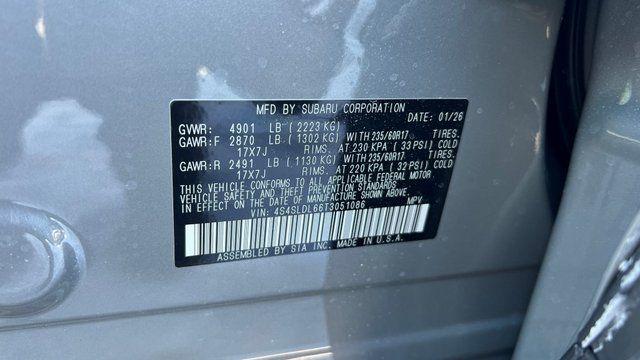 MFD BY SUBARU CORPORATION
DATE: 01/26
GVWR: 4901 LB (2223 KG)
GAWR:F 2870 LB (1302 KG) WITH 235/60R17 TIRES.
17X7J RIMS. AT 230 KPA (33 PSI) COLD
GAWR:R 2491 LB (1130 KG) WITH 235/60R17 TIRES.
17X7J RIMS. AT 220 KPA (32 PSI) COLD
THIS VEHICLE CONFORMS TO ALL APPLICABLE FEDERAL MOTOR
VEHICLE SAFETY AND THEFT PREVENTION STANDARDS
IN EFFECT ON THE DATE OF MANUFACTURE SHOWN ABOVE.
VIN: 4S4SLDL66T3051086 MPV
ASSEMBLED BY SIA INC. MADE IN U.S.A.